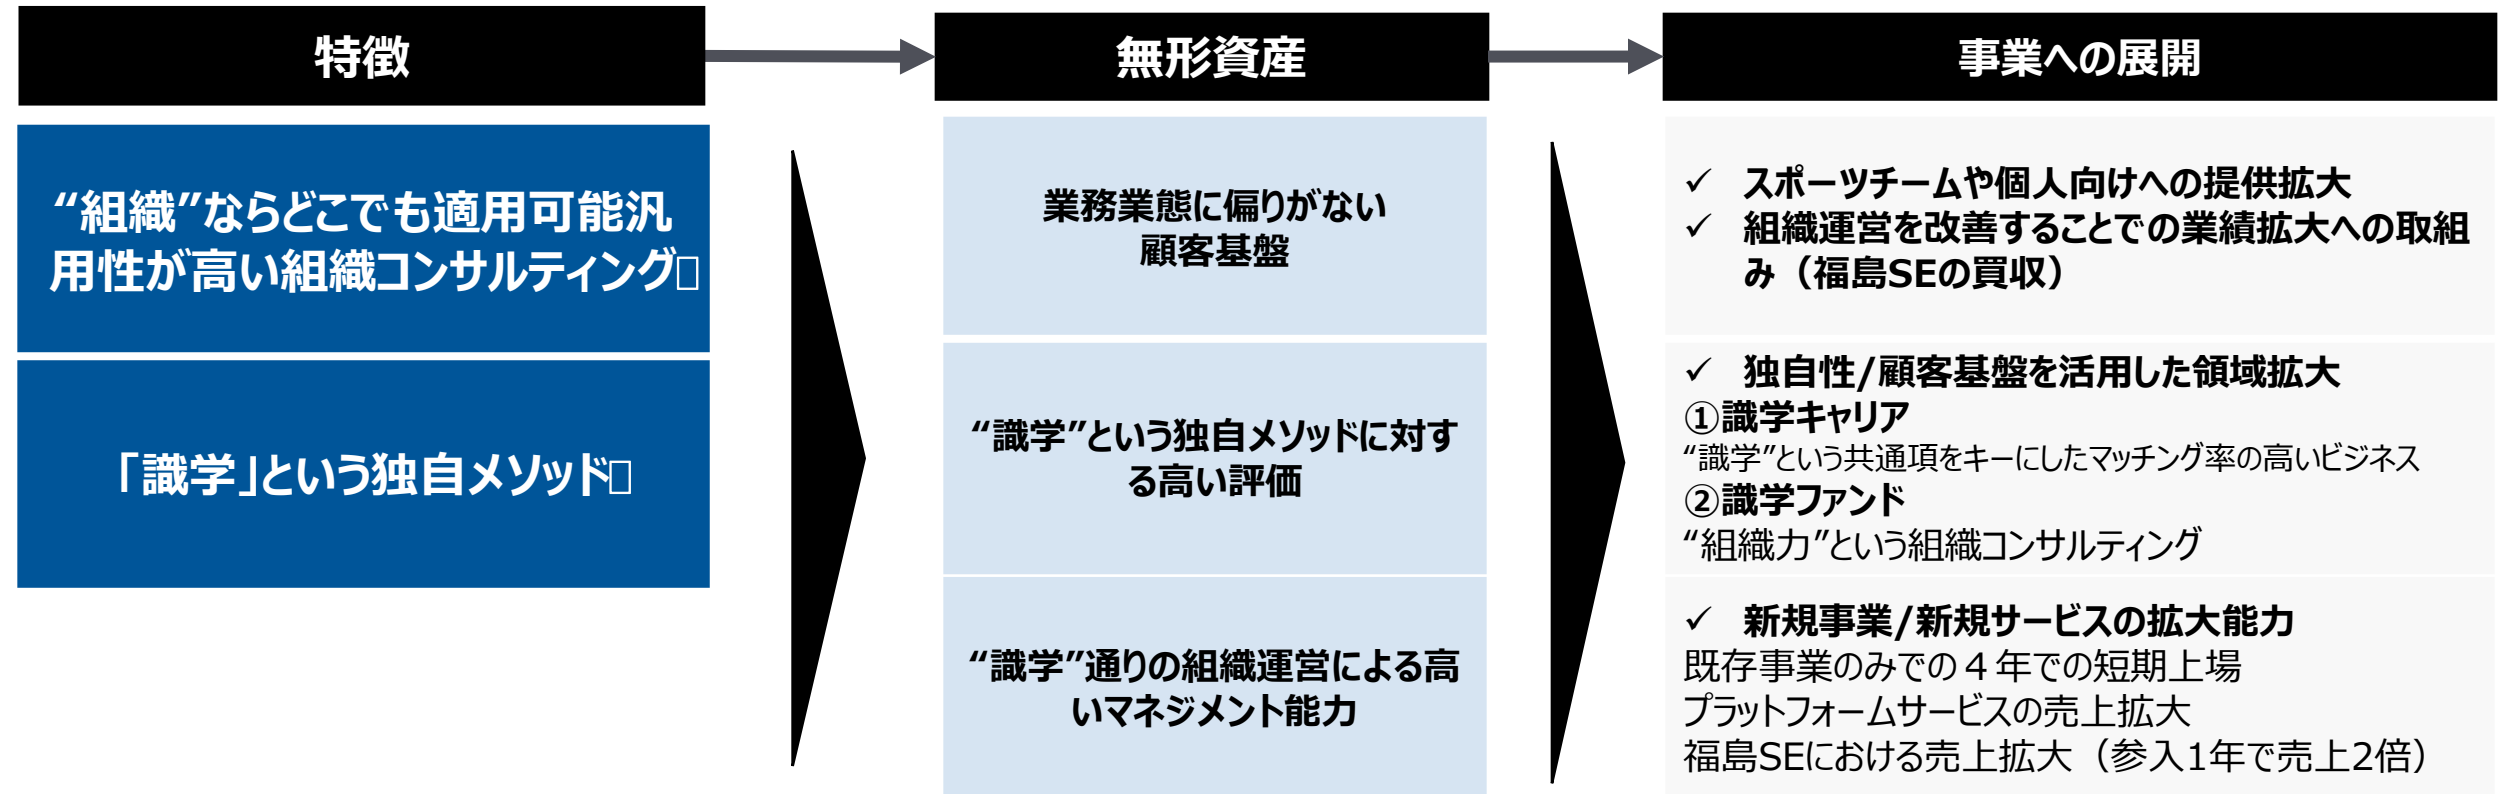 特徴
“組織”ならどこでも適用可能汎
用性が高い組織コンサルティング
「識学」という独自メソッド
無形資産
業務業態に偏りがない
顧客基盤
“識学”という独自メソッドに対す
る高い評価
“識学”通りの組織運営による高
いマネジメント能力
事業への展開
✓ スポーツチームや個人向けへの提供拡大
✓ 組織運営を改善することでの業績拡大への取組
み（福島SEの買収）
✓ 独自性/顧客基盤を活用した領域拡大
①識学キャリア
“識学”という共通項をキーにしたマッチング率の高いビジネス
②識学ファンド
“組織力”という組織コンサルティング
✓ 新規事業/新規サービスの拡大能力
既存事業のみでの４年での短期上場
プラットフォームサービスの売上拡大
福島SEにおける売上拡大（参入1年で売上2倍）